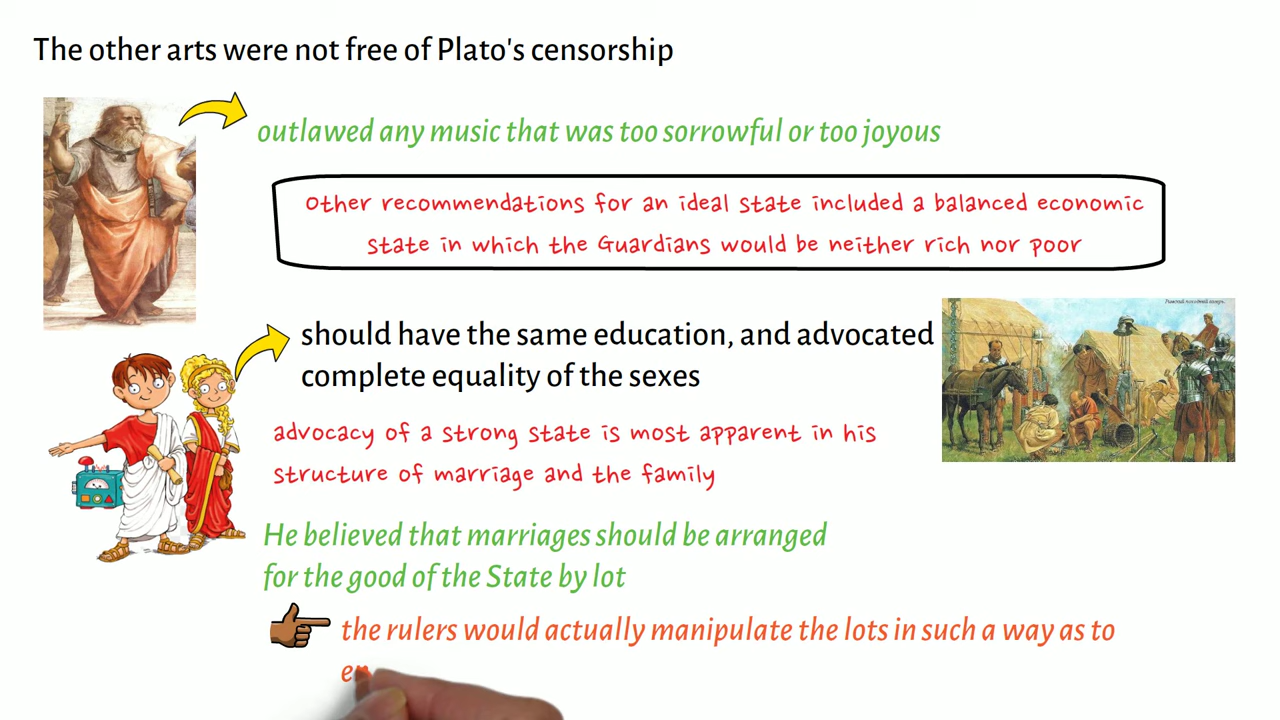 The other arts were not free of Plato's censorship
outlawed any music that was too sorrowful or too joyous
Other recommendations for an ideal state included a balanced economic
state in which the Guardians would be neither rich nor poor
should have the same education, and advocated
complete equality of the sexes
advocacy of a strong state is most apparent in his
structure of marriage and the family
He believed that marriages should be arranged
for the good of the State by lot
the rulers would actually manipulate the lots in such a way as to